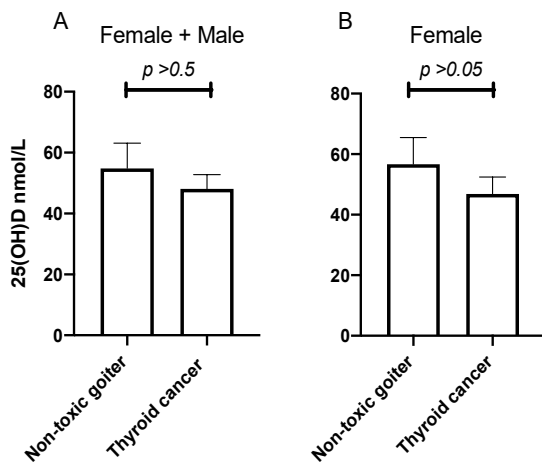 A
Female + Male
p >0.5
80
60
40
20
0
25(OH)D nmol/L
Non-toxic goiter
Thyroid cancer
B
Female
p >0.05
80
60
40
20
0
Non-toxic goiter
Thyroid cancer